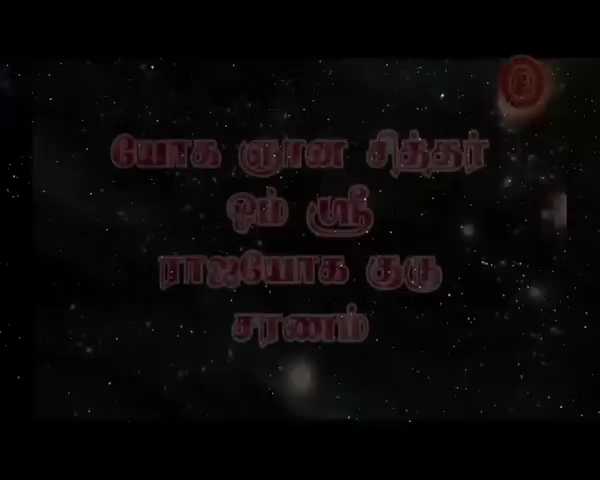 யோக ஞான சித்தர்
ஓம் ஸ்ரீ
ராஜயோக குரு
சரணம்